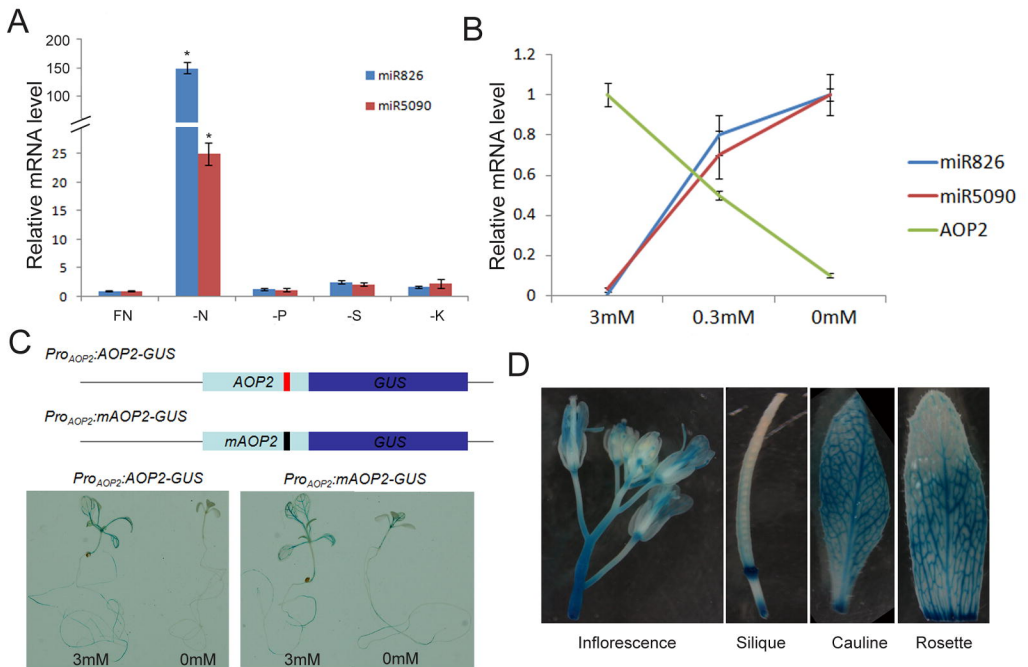 A
Relative mRNA level
200
150
100
25
20
15
10
5
0
*
*
miR826
miR5090
FN -N -P -S -K
B
Relative mRNA level
1.2
1
0.8
0.6
0.4
0.2
0
miR826
miR5090
AOP2
3mM 0.3mM 0mM
C
ProAOP2:AOP2-GUS
AOP2 GUS
ProAOP2:mAOP2-GUS
mAOP2 GUS
ProAOP2:AOP2-GUS ProAOP2:mAOP2-GUS
3mM 0mM 3mM 0mM
D
Inflorescence Silique Cauline Rosette